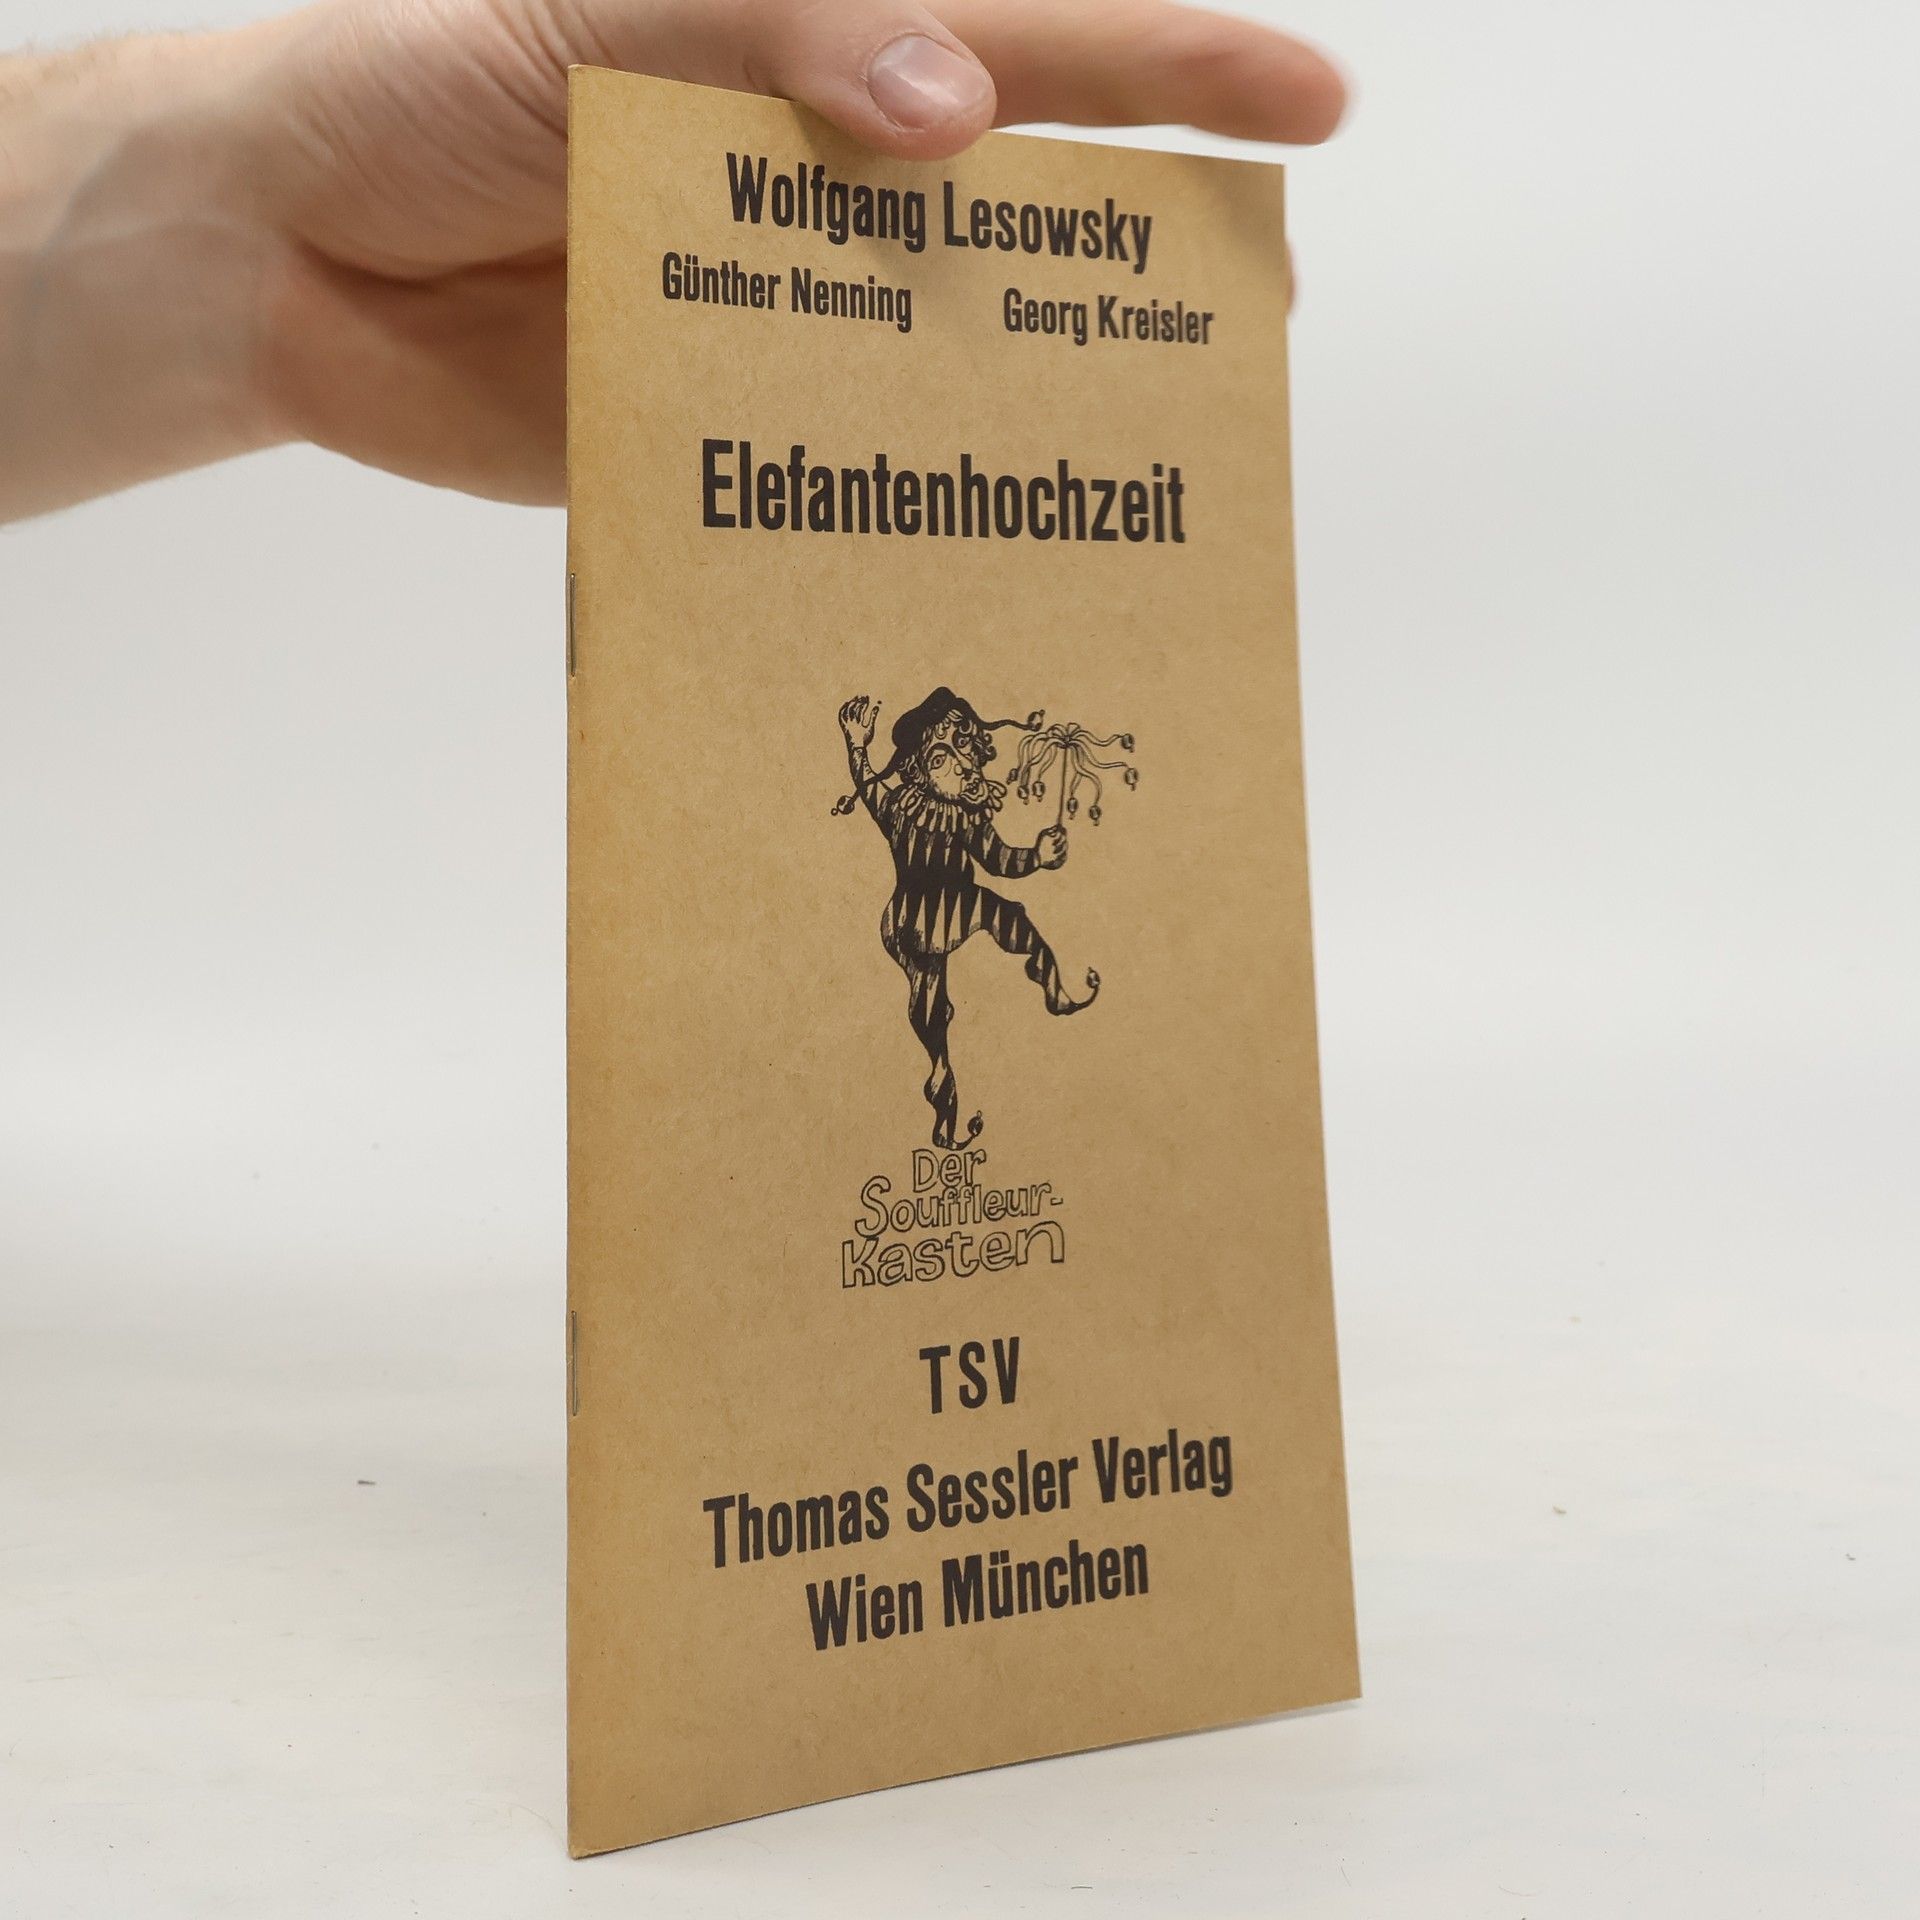 Wolfgang Lesowsky
Günther Nenning Georg Kreisler
Elefantenhochzeit
Der
Souffleur-
Kasten
TSV
Thomas Sessler Verlag
Wien München